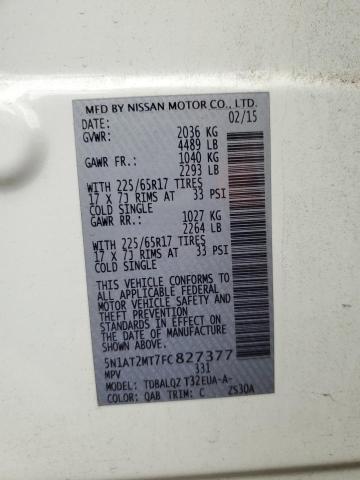 MFD BY NISSAN MOTOR CO., LTD.
DATE: 02/15
GVWR: 2036 KG
4489 LB
GAWR FR.: 1040 KG
2293 LB
WITH 225/65R17 TIRES
17 X 7J RIMS AT 33 PSI
COLD SINGLE
GAWR RR.: 1027 KG
2264 LB
WITH 225/65R17 TIRES
17 X 7J RIMS AT 33 PSI
COLD SINGLE
THIS VEHICLE CONFORMS TO
ALL APPLICABLE FEDERAL
MOTOR VEHICLE SAFETY AND
THEFT PREVENTION
STANDARDS IN EFFECT ON
THE DATE OF MANUFACTURE
SHOWN ABOVE.
5N1AT2MT7FC827377
MPV 331
MODEL: TDBALQZ T32EUA-A-
COLOR: QAB TRIM: C ZS30A